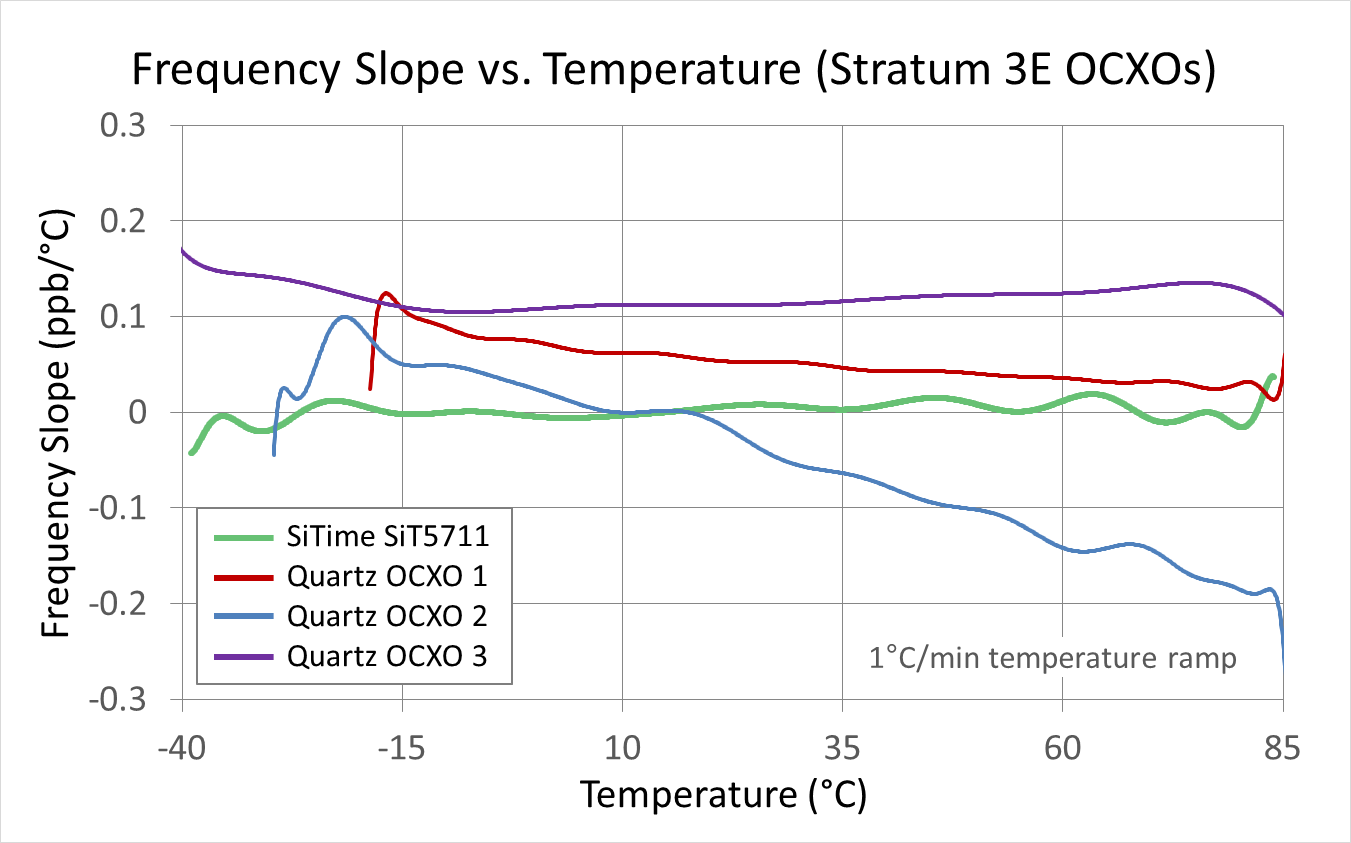 Frequency Slope vs. Temperature (Stratum 3E OCXOs)
Frequency Slope (ppb/°C)
0.3
0.2
0.1
0
-0.1
-0.2
-0.3
SiTime SiT5711
Quartz OCXO 1
Quartz OCXO 2
Quartz OCXO 3
1°C/min temperature ramp
-40 -15 10 35 60 85
Temperature (°C)